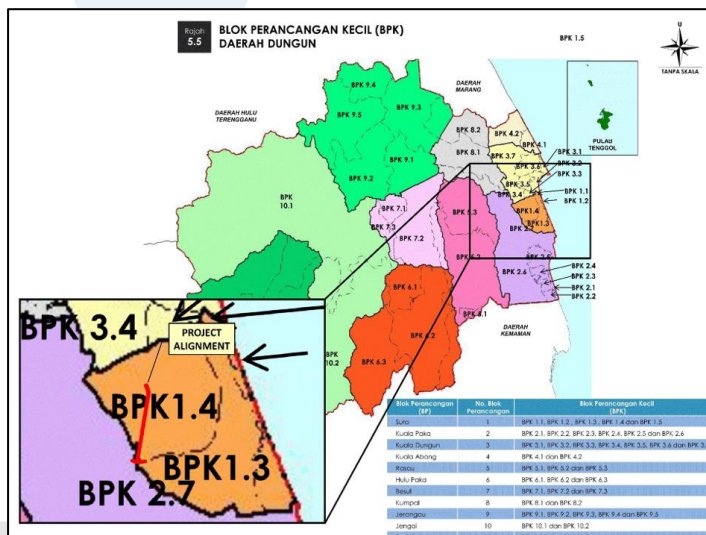 Rajah
5.5
BLOK PERANCANGAN KECIL (BPK)
DAERAH DUNGUN
BPK 1.5
U
TANPA SKALA
PULAU
TENGGOL
DAERAH
MARANG
DAERAH HULU
TERENGGANU
BPK 9.4
BPK 9.3
BPK 9.5
BPK 9.1
BPK 9.2
BPK 8.2
BPK 8.1
BPK 4.2
BPK 4.1
BPK 3.7
BPK 3.1
BPK 3.2
BPK 3.6
BPK 3.3
BPK 3.5
BPK 3.4
BPK 1.1
BPK 1.2
BPK1.4
BPK1.3
BPK
10.1
BPK 7.1
BPK 7.3
BPK 7.2
BPK 5.3
BPK 5.2
BPK 2.7
BPK 2.5
BPK 2.6
BPK 2.4
BPK 2.3
BPK 2.1
BPK 2.2
BPK 6.1
BPK 6.2
BPK 6.3
BPK 5.1
DAERAH
KEMAMAN
BPK
10.2
BPK 3.4
PROJECT
ALIGNMENT
BPK1.4
BPK1.3
BPK 2.7
Blok Perancangan (BP) No. Blok Perancangan Blok Perancangan Kecil (BPK)
Sura 1 BPK 1.1, BPK 1.2, BPK 1.3, BPK 1.4 dan BPK 1.5
Kuala Paka 2 BPK 2.1, BPK 2.2, BPK 2.3, BPK 2.4, BPK 2.5 dan BPK 2.6
Kuala Dungun 3 BPK 3.1, BPK 3.2, BPK 3.3, BPK 3.4, BPK 3.5, BPK 3.6 dan BPK 3.
Kuala Abang 4 BPK 4.1 dan BPK 4.2
Rasau 5 BPK 5.1, BPK 5.2 dan BPK 5.3
Hulu Paka 6 BPK 6.1, BPK 6.2 dan BPK 6.3
Besul 7 BPK 7.1, BPK 7.2 dan BPK 7.3
Kumpal 8 BPK 8.1 dan BPK 8.2
Jerangau 9 BPK 9.1, BPK 9.2, BPK 9.3, BPK 9.4 dan BPK 9.5
Jengai 10 BPK 10.1 dan BPK 10.2